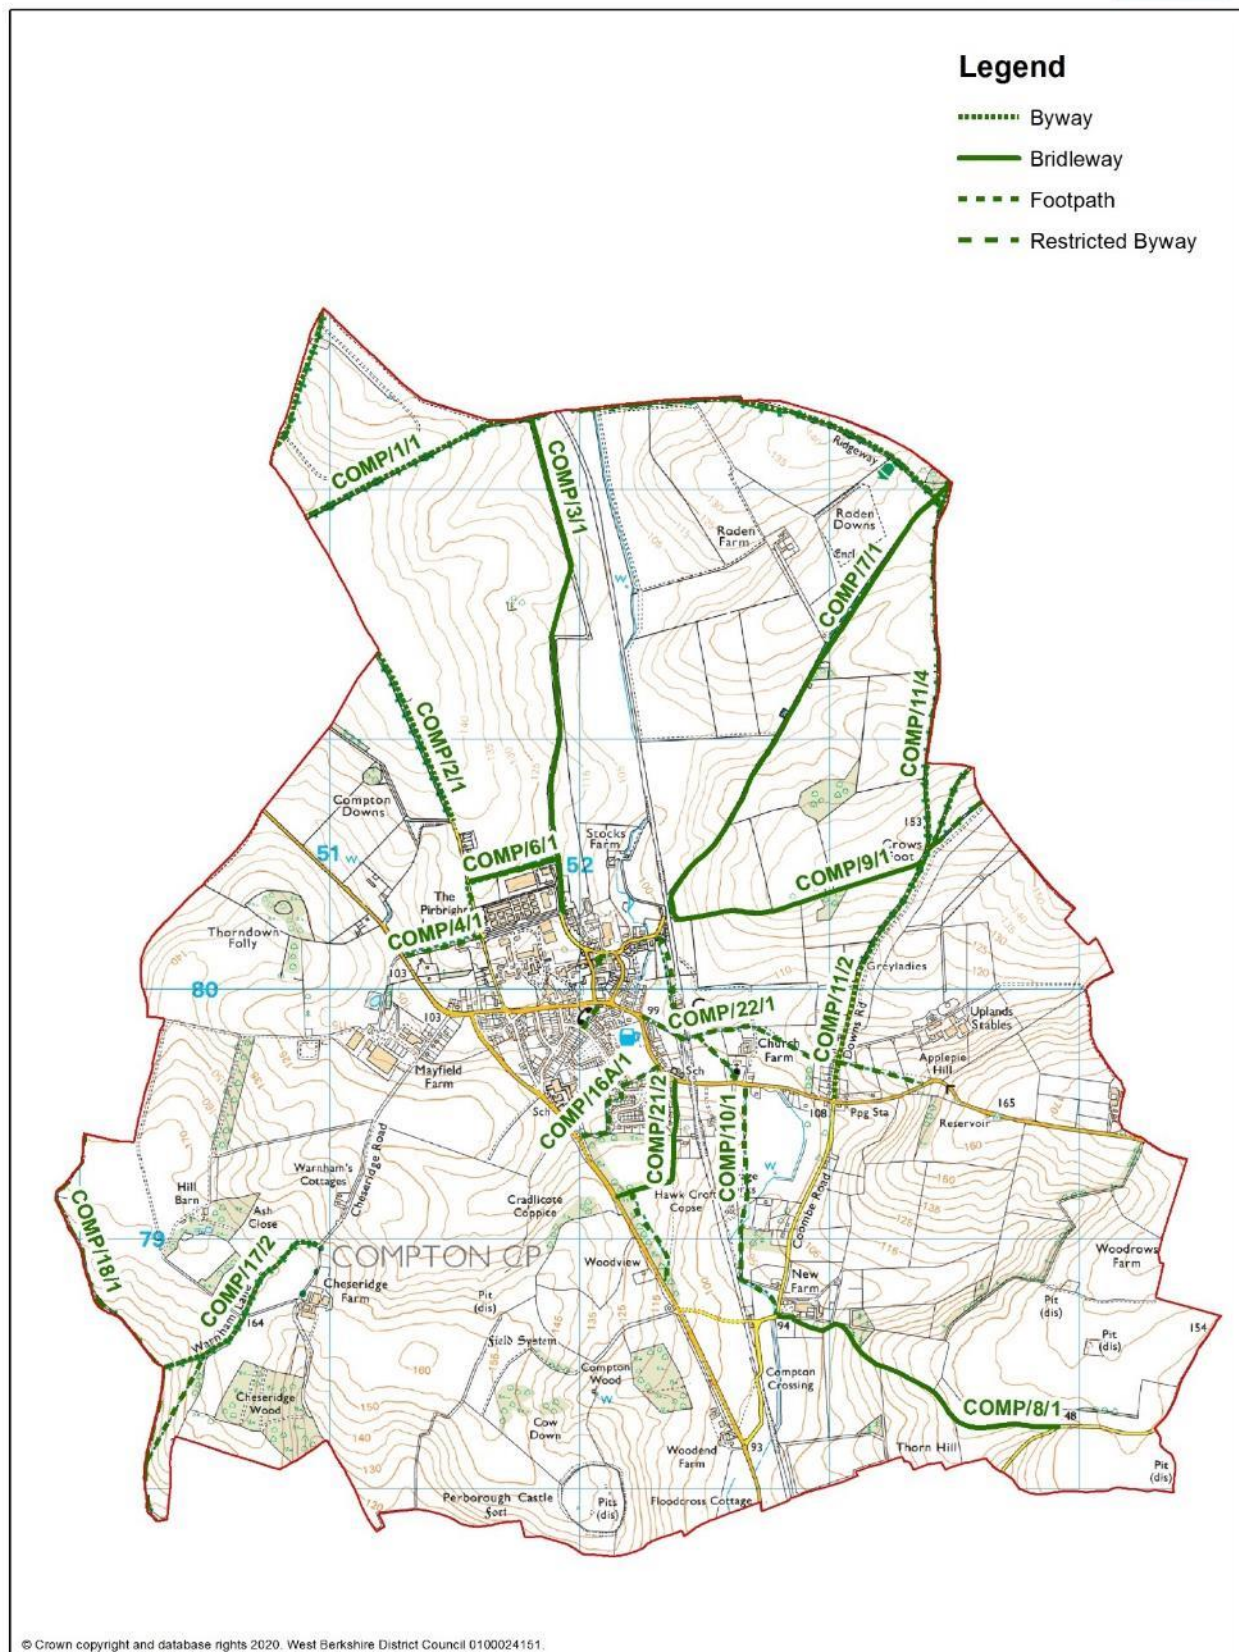 Legend
Byway
Bridleway
Footpath
Restricted Byway
COMP/1/1
COMP/3/1
Ridgeway
Roden
Farm
Roden
Downs
Encl
COMP/7/1
COMP/2/1
COMP/11/4
Compton
Downs
51
W
COMP/6/1
Stocks
Farm
52
153
Crows
Foot
COMP/9/1
The
Pirbright
COMP/4/1
Thorndown
Folly
103
80
103
99
COMP/22/1
Greyladies
COMP/11/2
Downs Rd
Uplands
Stables
Mayfield
Farm
Church
Farm
Applepie
Hill
Sch
Sch
COMP/16A/1
COMP/21/2
COMP/10/1
108
Ppg Sta
165
Reservoir
Warnham's
Cottages
Cheseridge Road
Hill
Barn
Ash
Close
Cradlicote
Coppice
Hawk Croft
Copse
W
Coombe Road
COMP/18/1
79
COMPTON CP
COMP/17/2
Warnham Lane
164
Cheseridge
Farm
Woodview
New
Farm
94
Woodrows
Farm
Pit
(dis)
Pit
(dis)
Pit
(dis)
154
Field System
Compton
Wood
W
Compton
Crossing
Cheseridge
Wood
Cow
Down
COMP/8/1
48
Woodend
Farm
93
Thorn Hill
Pit
(dis)
Perborough Castle
Fort
Pits
(dis)
Floodcross Cottage
© Crown copyright and database rights 2020. West Berkshire District Council 0100024151.